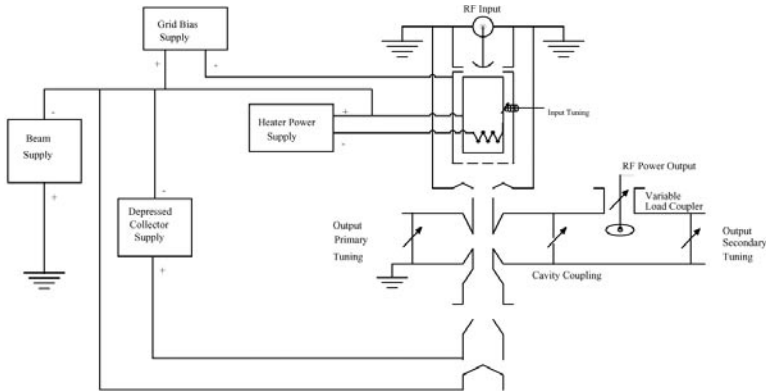 RF Input
Grid Bias
Supply
+
-
-
+
-
Heater Power
Supply
-
Input Tuning
Beam
Supply
+
-
Depressed
Collector
Supply
+
RF Power Output
Variable
Load Coupler
Output
Primary
Tuning
Output
Secondary
Tuning
Cavity Coupling